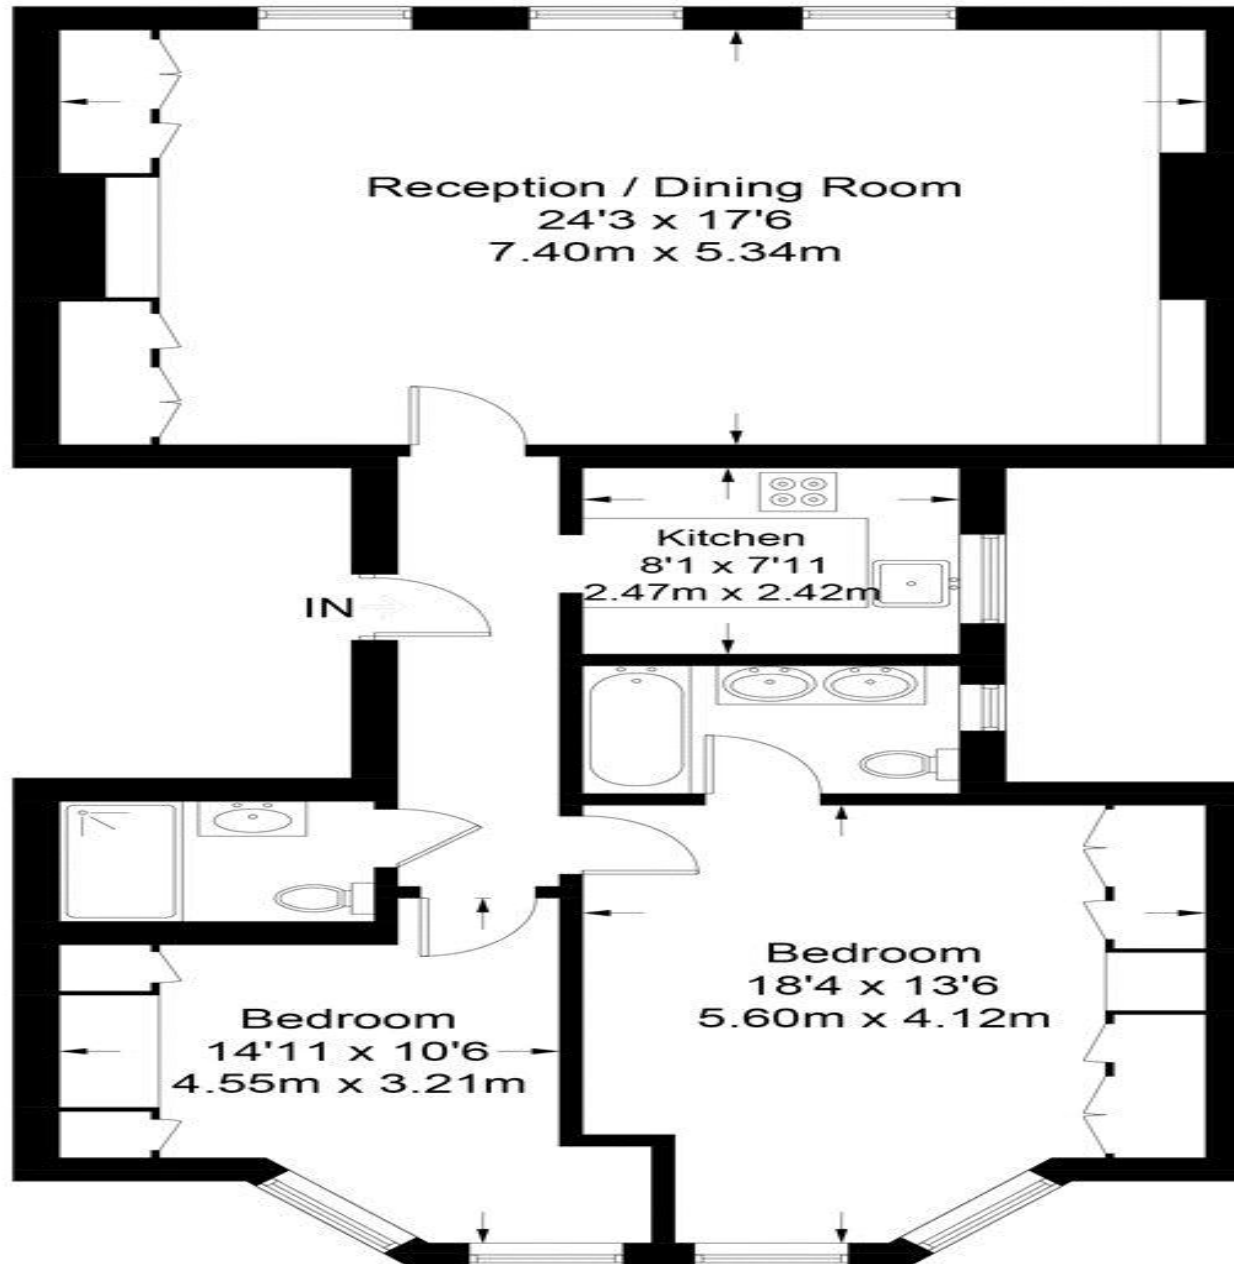 Reception / Dining Room
24'3 x 17'6
7.40m x 5.34m
Kitchen
8'1 x 7'11
2.47m x 2.42m
IN
Bedroom
18'4 x 13'6
5.60m x 4.12m
Bedroom
14'11 x 10'6
4.55m x 3.21m